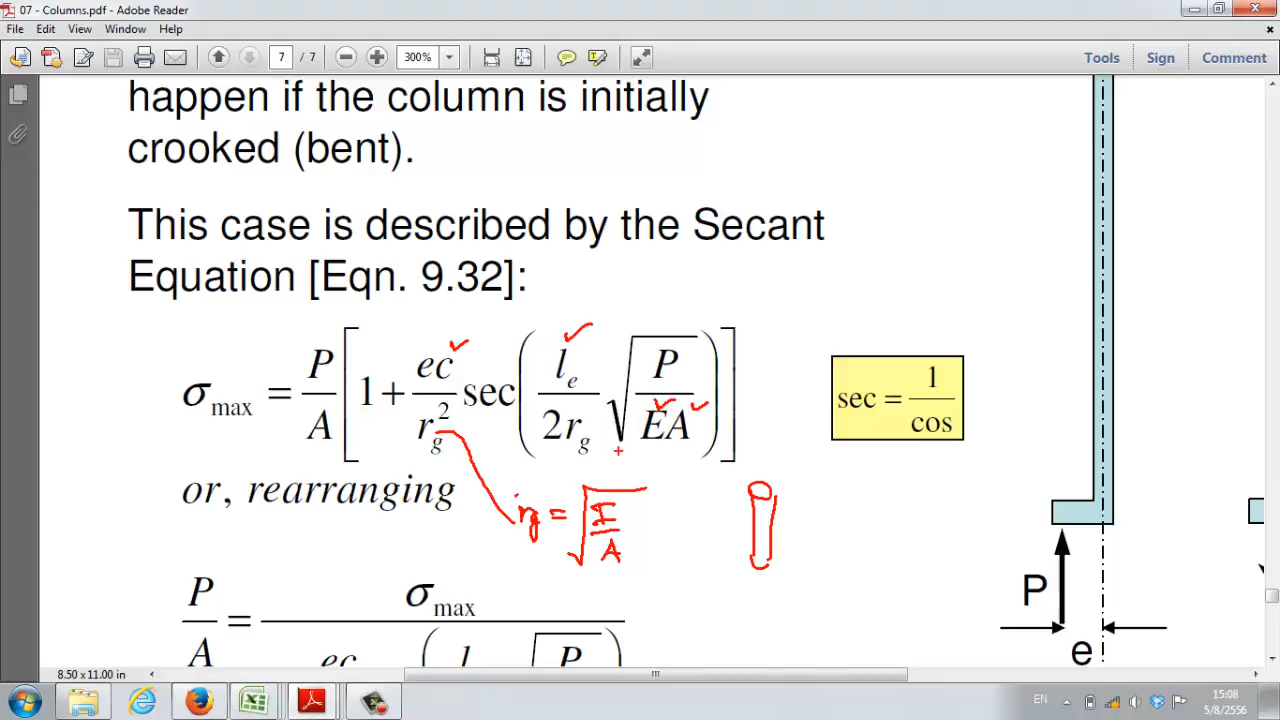 07 - Columns.pdf - Adobe Reader
File Edit View Window Help
7 / 7 300% Tools Sign Comment
happen if the column is initially
crooked (bent).
This case is described by the Secant
Equation [Eqn. 9.32]:
σmax = P/A [1 + ec/rg² sec(le/2rg √(P/EA))]
sec = 1/cos
or, rearranging
rg = √(I/A)
P/A = σmax
ec l P
P
e
8.50 x 11.00 in
EN
15:08
5/8/2556